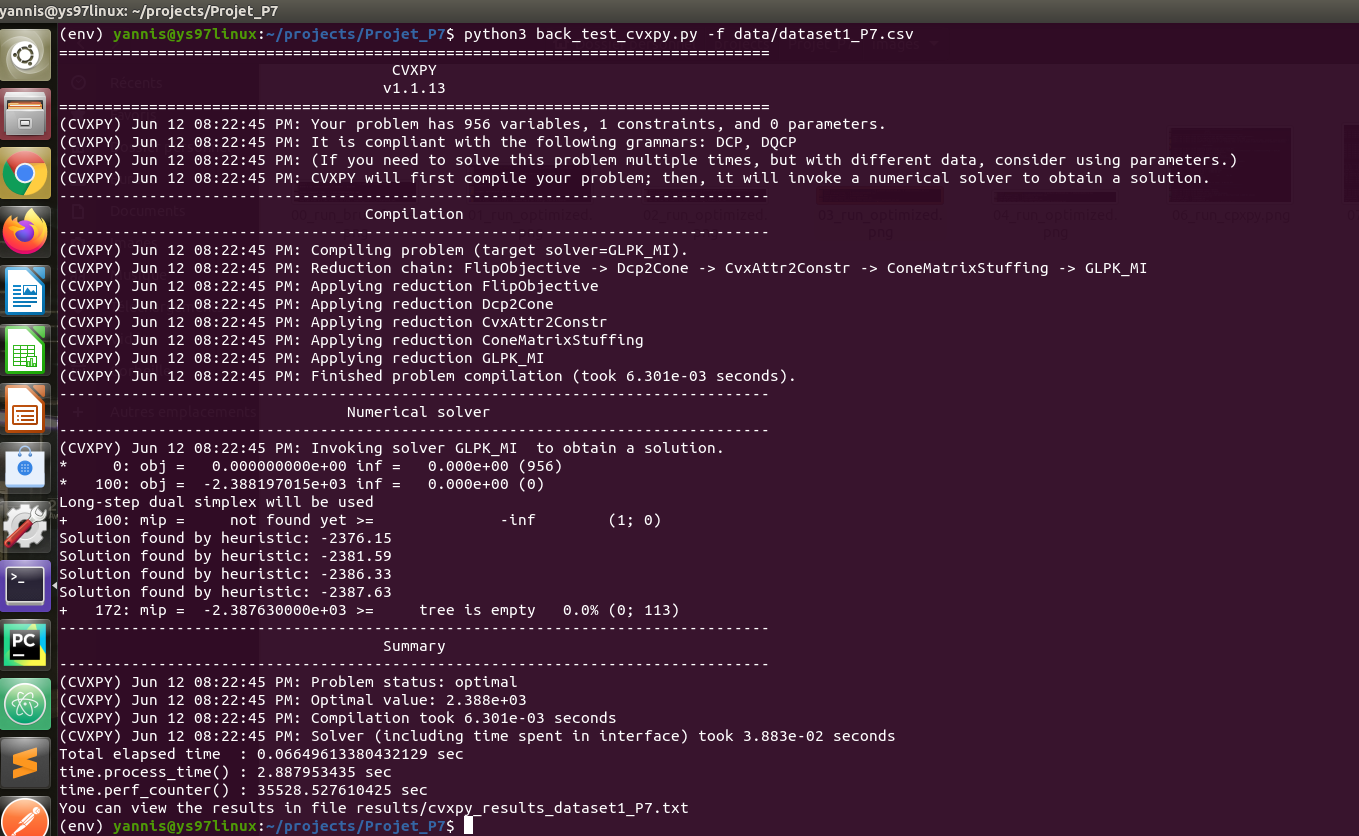 yannis@ys97linux: ~/projects/Projet_P7
(env) yannis@ys97linux:~/projects/Projet_P7$ python3 back_test_cvxpy.py -f data/dataset1_P7.csv
===============================================================================
CVXPY
v1.1.13
===============================================================================
(CVXPY) Jun 12 08:22:45 PM: Your problem has 956 variables, 1 constraints, and 0 parameters.
(CVXPY) Jun 12 08:22:45 PM: It is compliant with the following grammars: DCP, DQCP
(CVXPY) Jun 12 08:22:45 PM: (If you need to solve this problem multiple times, but with different data, consider using parameters.)
(CVXPY) Jun 12 08:22:45 PM: CVXPY will first compile your problem; then, it will invoke a numerical solver to obtain a solution.
-------------------------------------------------------------------------------
Compilation
-------------------------------------------------------------------------------
(CVXPY) Jun 12 08:22:45 PM: Compiling problem (target solver=GLPK_MI).
(CVXPY) Jun 12 08:22:45 PM: Reduction chain: FlipObjective -> Dcp2Cone -> CvxAttr2Constr -> ConeMatrixStuffing -> GLPK_MI
(CVXPY) Jun 12 08:22:45 PM: Applying reduction FlipObjective
(CVXPY) Jun 12 08:22:45 PM: Applying reduction Dcp2Cone
(CVXPY) Jun 12 08:22:45 PM: Applying reduction CvxAttr2Constr
(CVXPY) Jun 12 08:22:45 PM: Applying reduction ConeMatrixStuffing
(CVXPY) Jun 12 08:22:45 PM: Applying reduction GLPK_MI
(CVXPY) Jun 12 08:22:45 PM: Finished problem compilation (took 6.301e-03 seconds).
-------------------------------------------------------------------------------
Numerical solver
-------------------------------------------------------------------------------
(CVXPY) Jun 12 08:22:45 PM: Invoking solver GLPK_MI  to obtain a solution.
*     0: obj =   0.000000000e+00 inf =   0.000e+00 (956)
*   100: obj =  -2.388197015e+03 inf =   0.000e+00 (0)
Long-step dual simplex will be used
+   100: mip =     not found yet >=              -inf        (1; 0)
Solution found by heuristic: -2376.15
Solution found by heuristic: -2381.59
Solution found by heuristic: -2386.33
Solution found by heuristic: -2387.63
+   172: mip =  -2.387630000e+03 >=     tree is empty   0.0% (0; 113)
-------------------------------------------------------------------------------
Summary
-------------------------------------------------------------------------------
(CVXPY) Jun 12 08:22:45 PM: Problem status: optimal
(CVXPY) Jun 12 08:22:45 PM: Optimal value: 2.388e+03
(CVXPY) Jun 12 08:22:45 PM: Compilation took 6.301e-03 seconds
(CVXPY) Jun 12 08:22:45 PM: Solver (including time spent in interface) took 3.883e-02 seconds
Total elapsed time  : 0.06649613380432129 sec
time.process_time() : 2.887953435 sec
time.perf_counter() : 35528.527610425 sec
You can view the results in file results/cvxpy_results_dataset1_P7.txt
(env) yannis@ys97linux:~/projects/Projet_P7$
Recents
Documents
Autres emplacements
03_run_optimized.png
04_run_optimized.png
PC